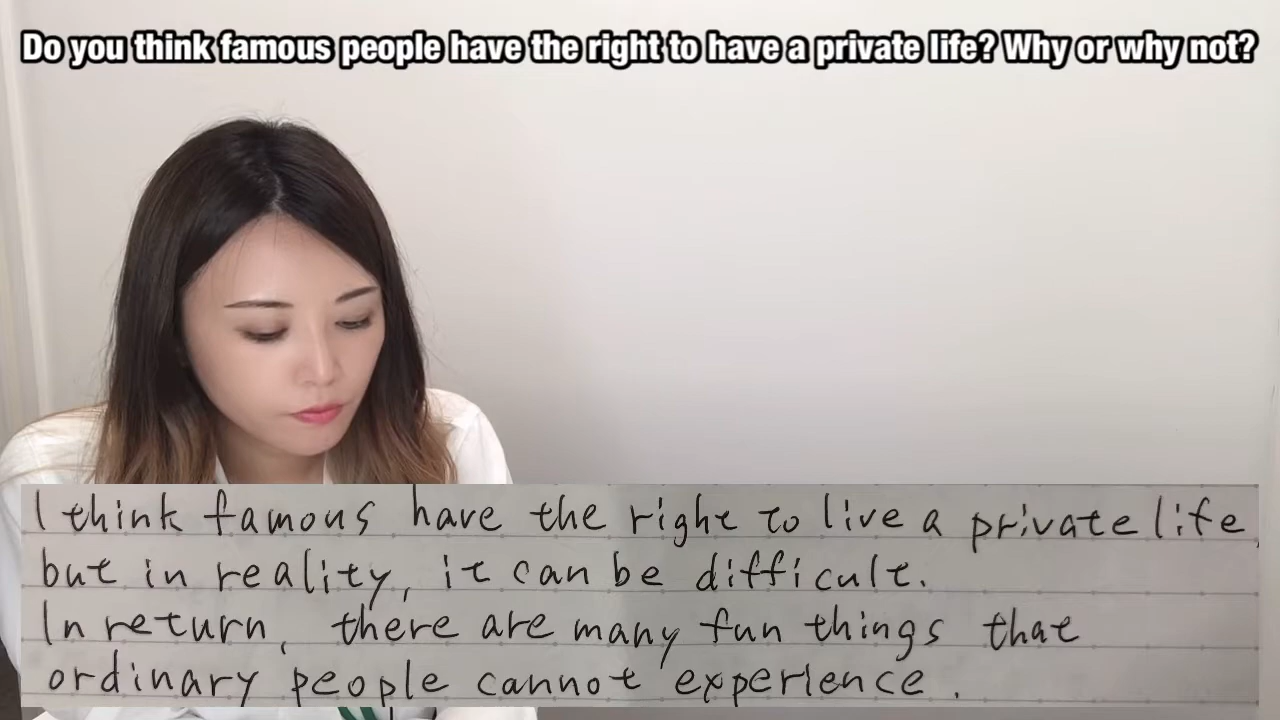 Do you think famous people have the right to have a private life? Why or why not?
I think famous have the right to live a private life,
but in reality, it can be difficult.
In return, there are many fun things that
ordinary people cannot experience.